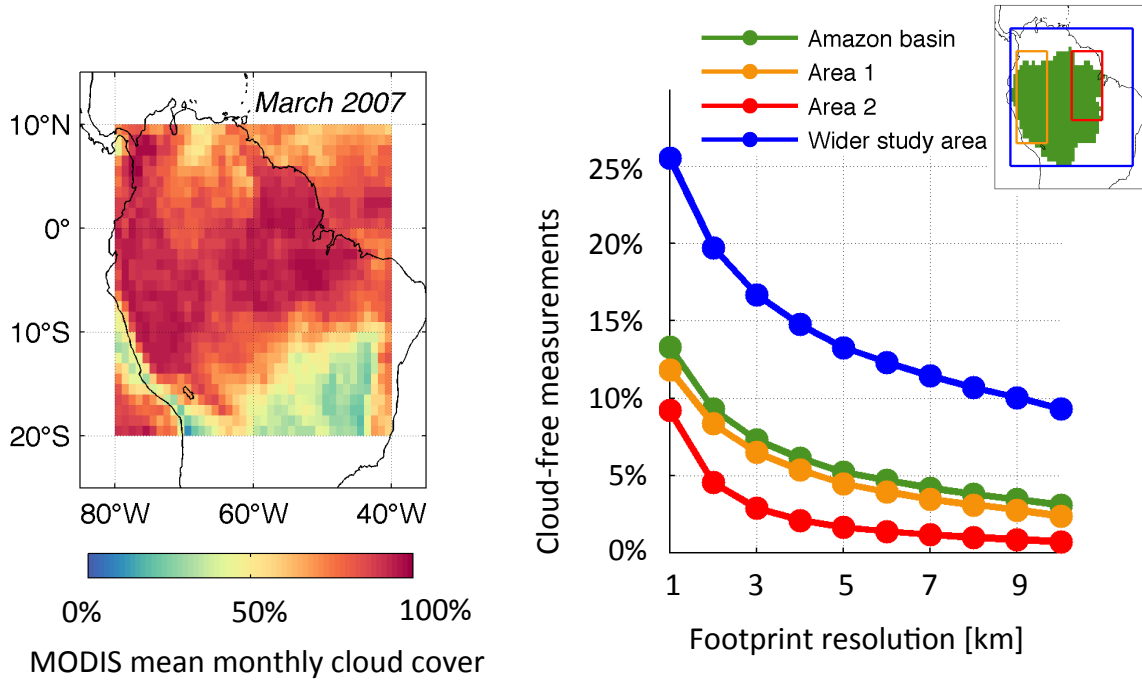 March 2007
10°N
0°
10°S
20°S
80°W 60°W 40°W
0% 50% 100%
MODIS mean monthly cloud cover
Amazon basin
Area 1
Area 2
Wider study area
Cloud-free measurements
25%
20%
15%
10%
5%
0%
1 3 5 7 9
Footprint resolution [km]